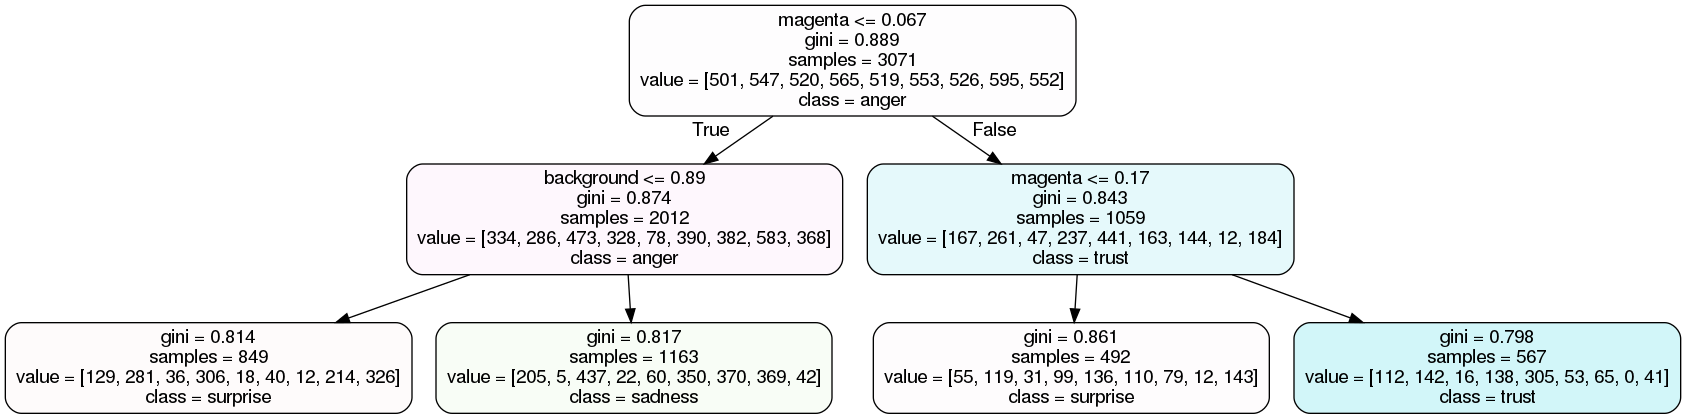 magenta <= 0.067
gini = 0.889
samples = 3071
value = [501, 547, 520, 565, 519, 553, 526, 595, 552]
class = anger
True
False
background <= 0.89
gini = 0.874
samples = 2012
value = [334, 286, 473, 328, 78, 390, 382, 583, 368]
class = anger
magenta <= 0.17
gini = 0.843
samples = 1059
value = [167, 261, 47, 237, 441, 163, 144, 12, 184]
class = trust
gini = 0.814
samples = 849
value = [129, 281, 36, 306, 18, 40, 12, 214, 326]
class = surprise
gini = 0.817
samples = 1163
value = [205, 5, 437, 22, 60, 350, 370, 369, 42]
class = sadness
gini = 0.861
samples = 492
value = [55, 119, 31, 99, 136, 110, 79, 12, 143]
class = surprise
gini = 0.798
samples = 567
value = [112, 142, 16, 138, 305, 53, 65, 0, 41]
class = trust